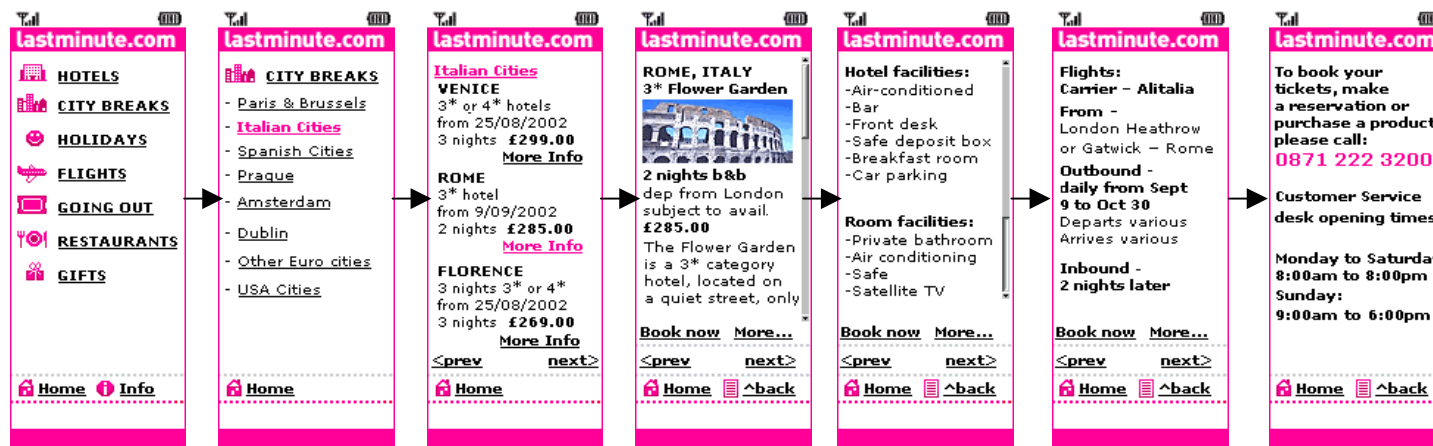 lastminute.com
HOTELS
CITY BREAKS
HOLIDAYS
FLIGHTS
GOING OUT
RESTAURANTS
GIFTS
Home Info
lastminute.com
CITY BREAKS
- Paris & Brussels
- Italian Cities
- Spanish Cities
- Prague
- Amsterdam
- Dublin
- Other Euro cities
- USA Cities
Home
lastminute.com
Italian Cities
VENICE
3* or 4* hotels
from 25/08/2002
3 nights £299.00
More Info
ROME
3* hotel
from 9/09/2002
2 nights £285.00
More Info
FLORENCE
3 nights 3* or 4*
from 25/08/2002
3 nights £269.00
More Info
<prev next>
Home
lastminute.com
ROME, ITALY
3* Flower Garden
2 nights b&b
dep from London
subject to avail.
£285.00
The Flower Garden
is a 3* category
hotel, located on
a quiet street, only
Book now More...
<prev next>
Home ^back
lastminute.com
Hotel facilities:
-Air-conditioned
-Bar
-Front desk
-Safe deposit box
-Breakfast room
-Car parking
Room facilities:
-Private bathroom
-Air conditioning
-Safe
-Satellite TV
Book now More...
<prev next>
Home ^back
lastminute.com
Flights:
Carrier – Alitalia
From -
London Heathrow
or Gatwick – Rome
Outbound -
daily from Sept
9 to Oct 30
Departs various
Arrives various
Inbound -
2 nights later
Book now More...
<prev next>
Home ^back
lastminute.com
To book your
tickets, make
a reservation or
purchase a product
please call:
0871 222 3200
Customer Service
desk opening times
Monday to Saturda
8:00am to 8:00pm
Sunday:
9:00am to 6:00pm
Home ^back